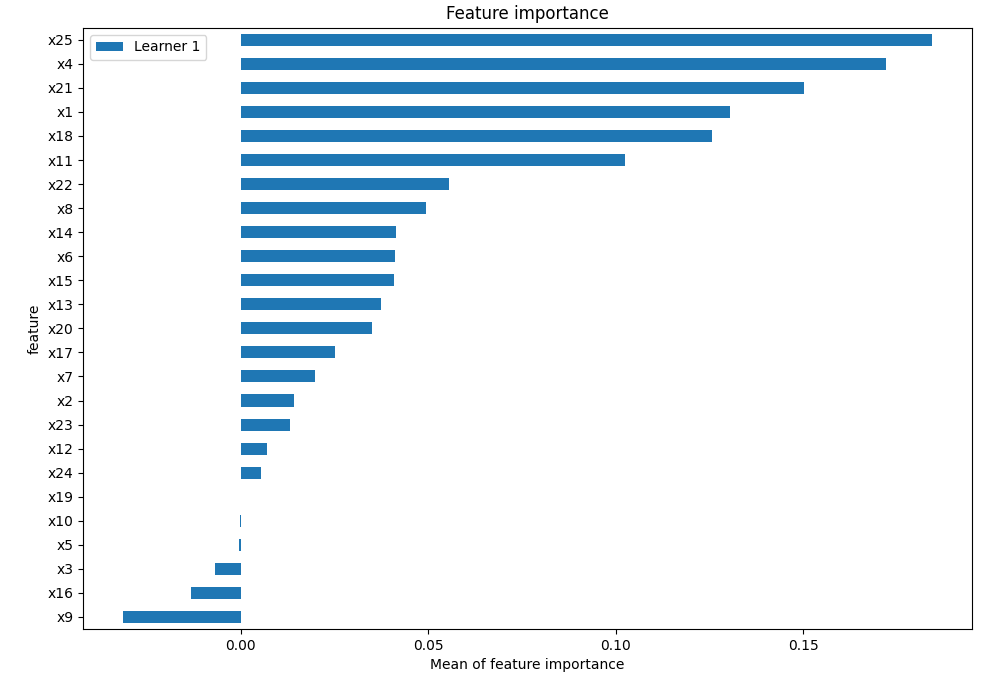 Feature importance
Learner 1
x25
x4
x21
x1
x18
x11
x22
x8
x14
x6
x15
x13
x20
x17
x7
x2
x23
x12
x24
x19
x10
x5
x3
x16
x9
feature
0.00 0.05 0.10 0.15
Mean of feature importance